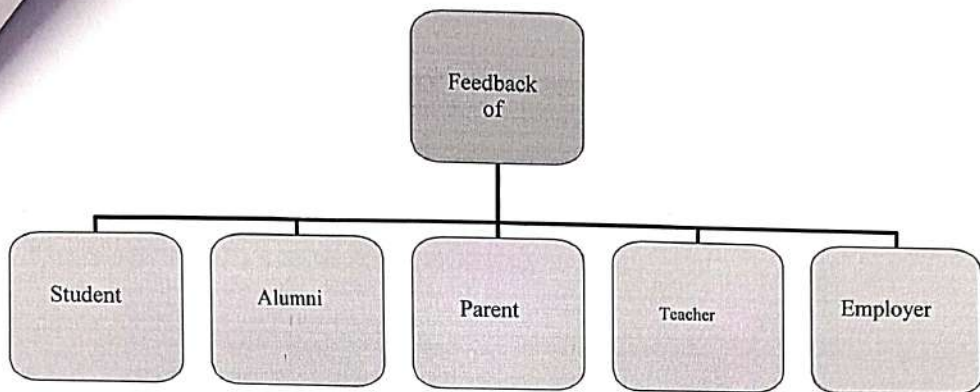 Feedback
of
Student
Alumni
Parent
Teacher
Employer